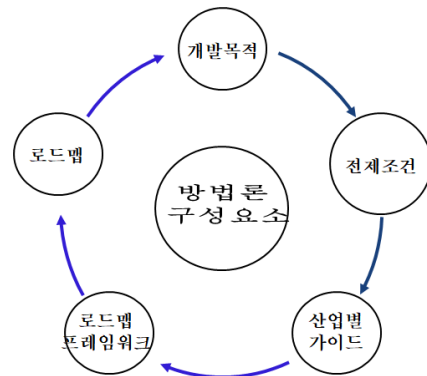 개발목적
전제조건
산업별
가이드
로드맵
프레임워크
로드맵
방법론
구성요소